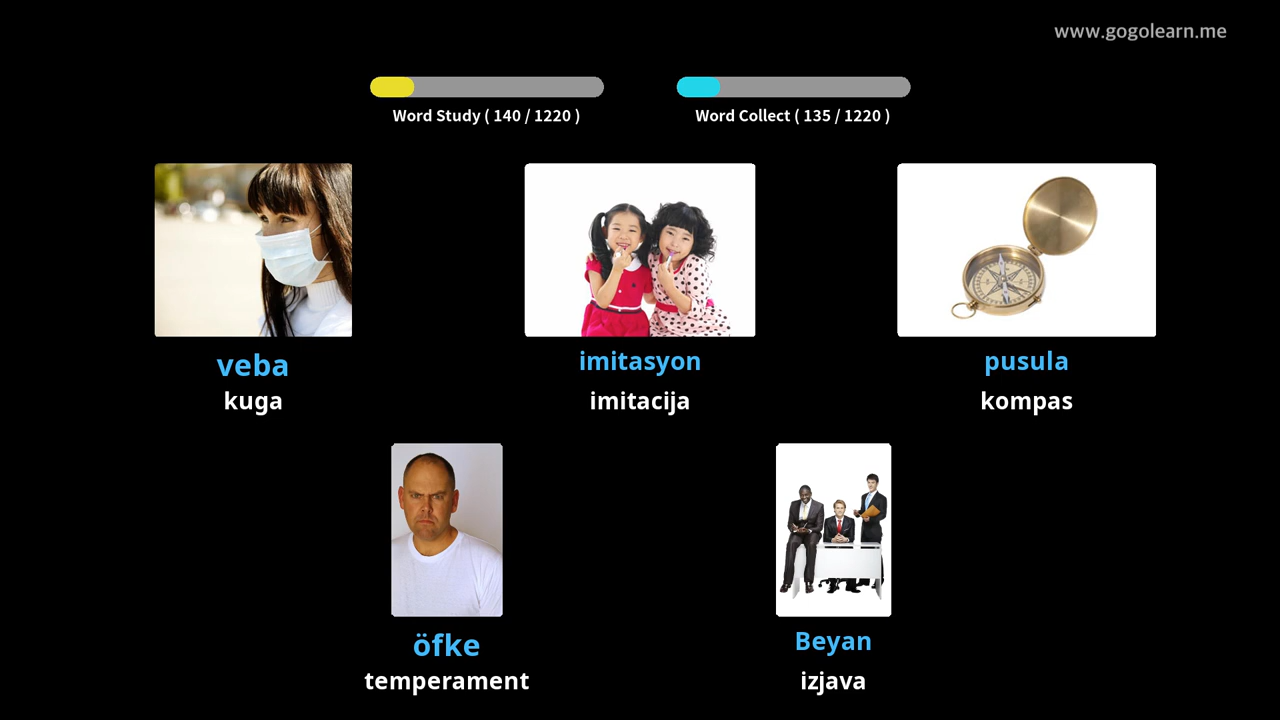 www.gogolearn.me
Word Study ( 140 / 1220 )
Word Collect ( 135 / 1220 )
veba
kuga
imitasyon
imitacija
pusula
kompas
öfke
temperament
Beyan
izjava